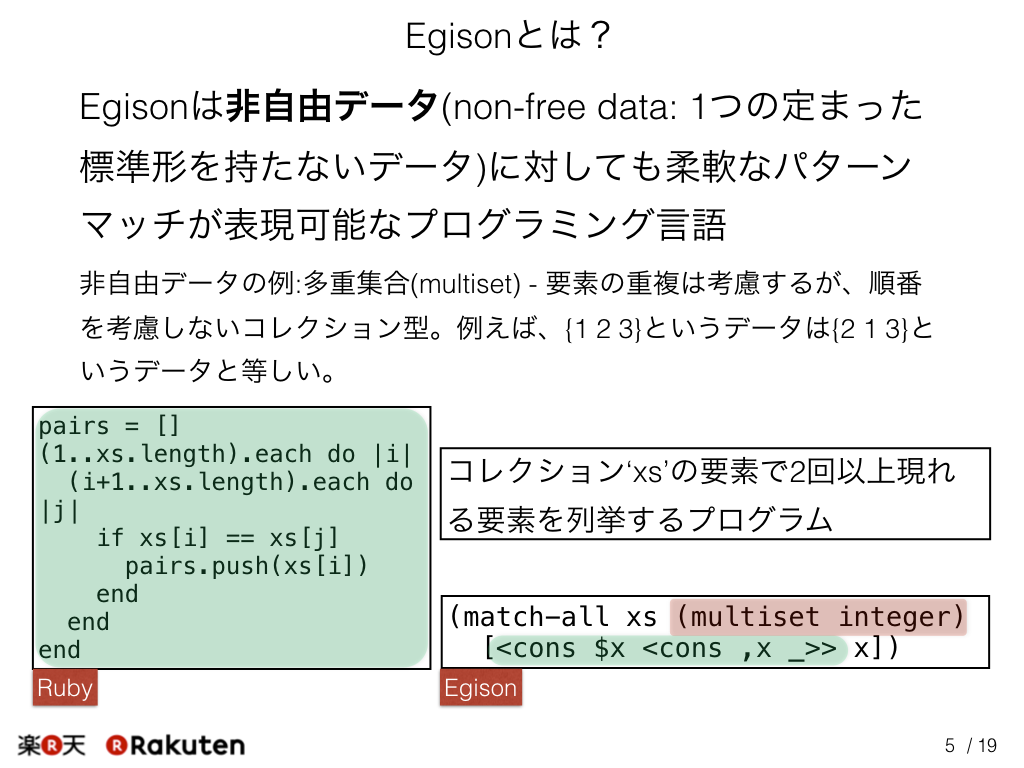 Egisonとは？
Egisonは非自由データ(non-free data: 1つの定まった
標準形を持たないデータ)に対しても柔軟なパターン
マッチが表現可能なプログラミング言語
非自由データの例:多重集合(multiset) - 要素の重複は考慮するが、順番
を考慮しないコレクション型。例えば、{1 2 3}というデータは{2 1 3}と
いうデータと等しい。
pairs = []
(1..xs.length).each do |i|
  (i+1..xs.length).each do
|j|
    if xs[i] == xs[j]
      pairs.push(xs[i])
    end
  end
end
Ruby
コレクション‘xs’の要素で2回以上現れ
る要素を列挙するプログラム
(match-all xs (multiset integer)
  [<cons $x <cons ,x _>> x])
Egison
楽R天 R Rakuten
5 / 19